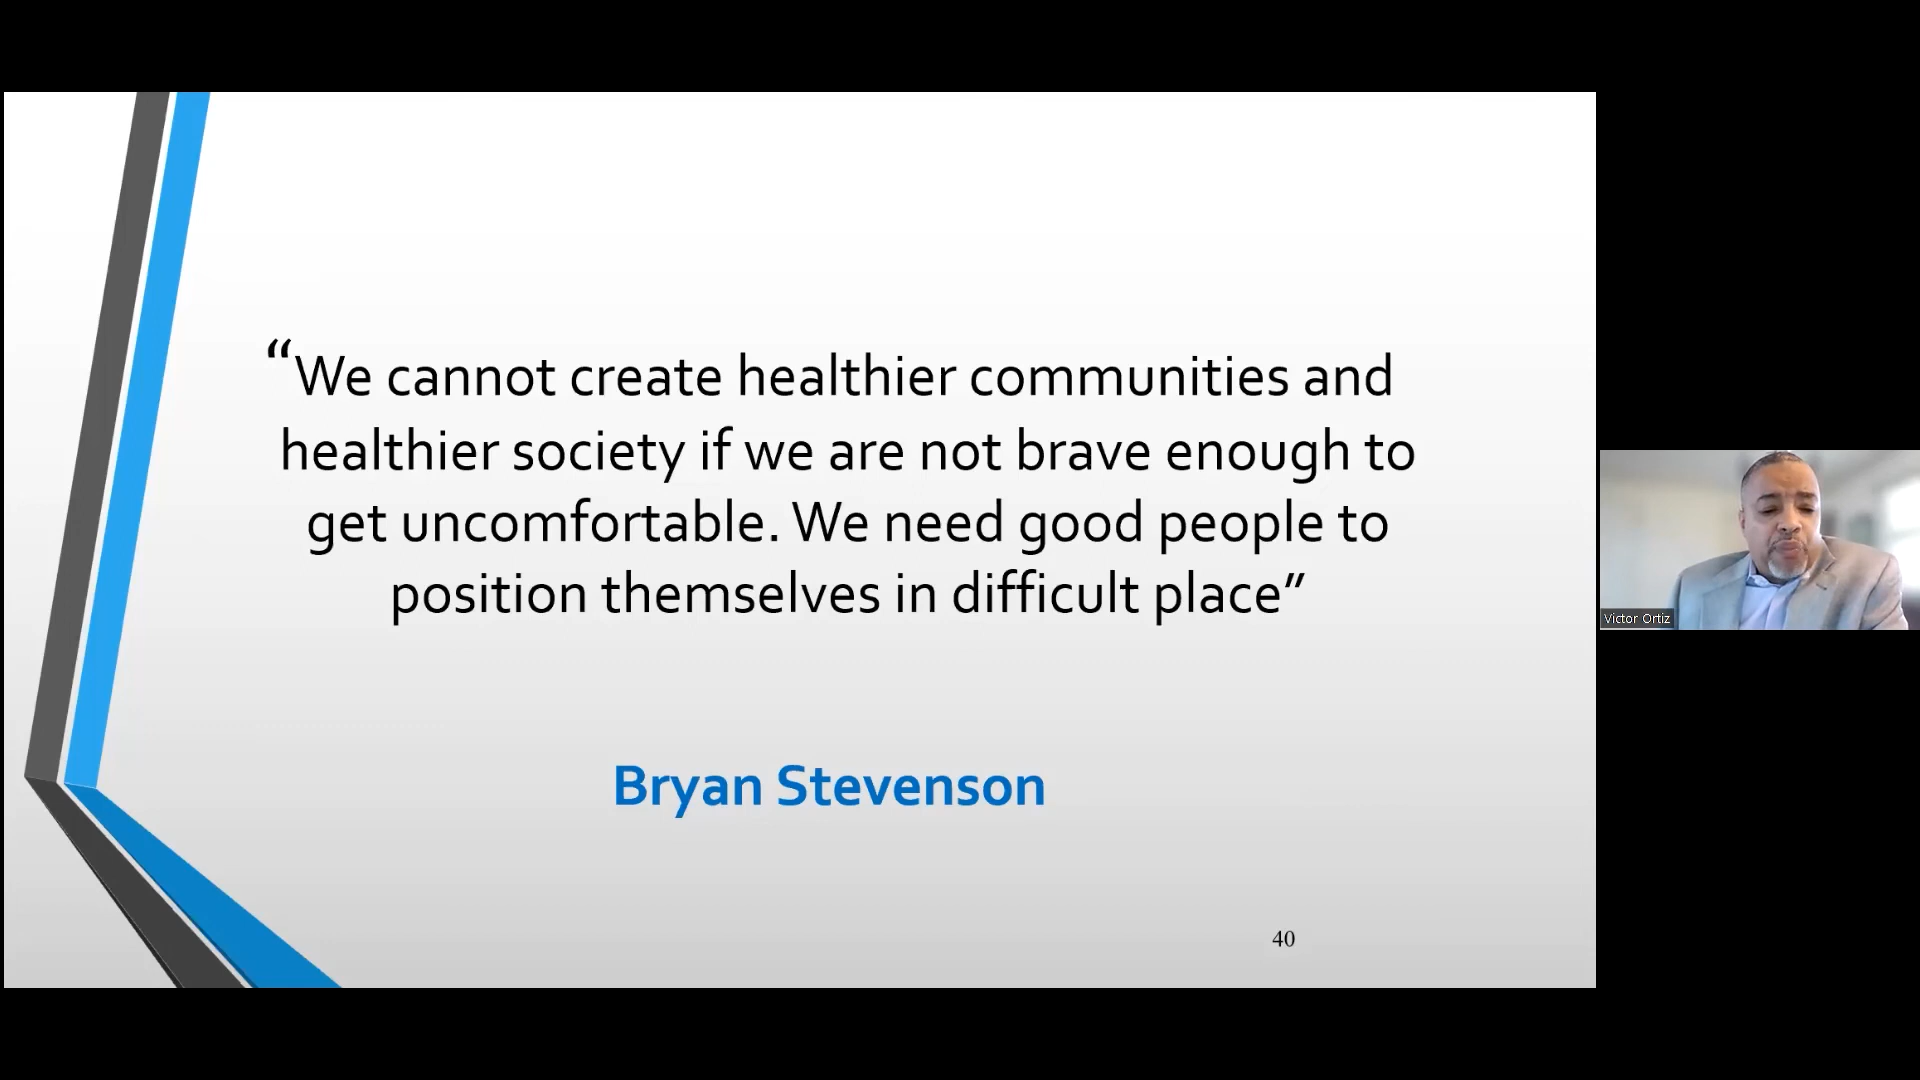 “We cannot create healthier communities and
healthier society if we are not brave enough to
get uncomfortable. We need good people to
position themselves in difficult place”
Bryan Stevenson
40
Victor Ortiz